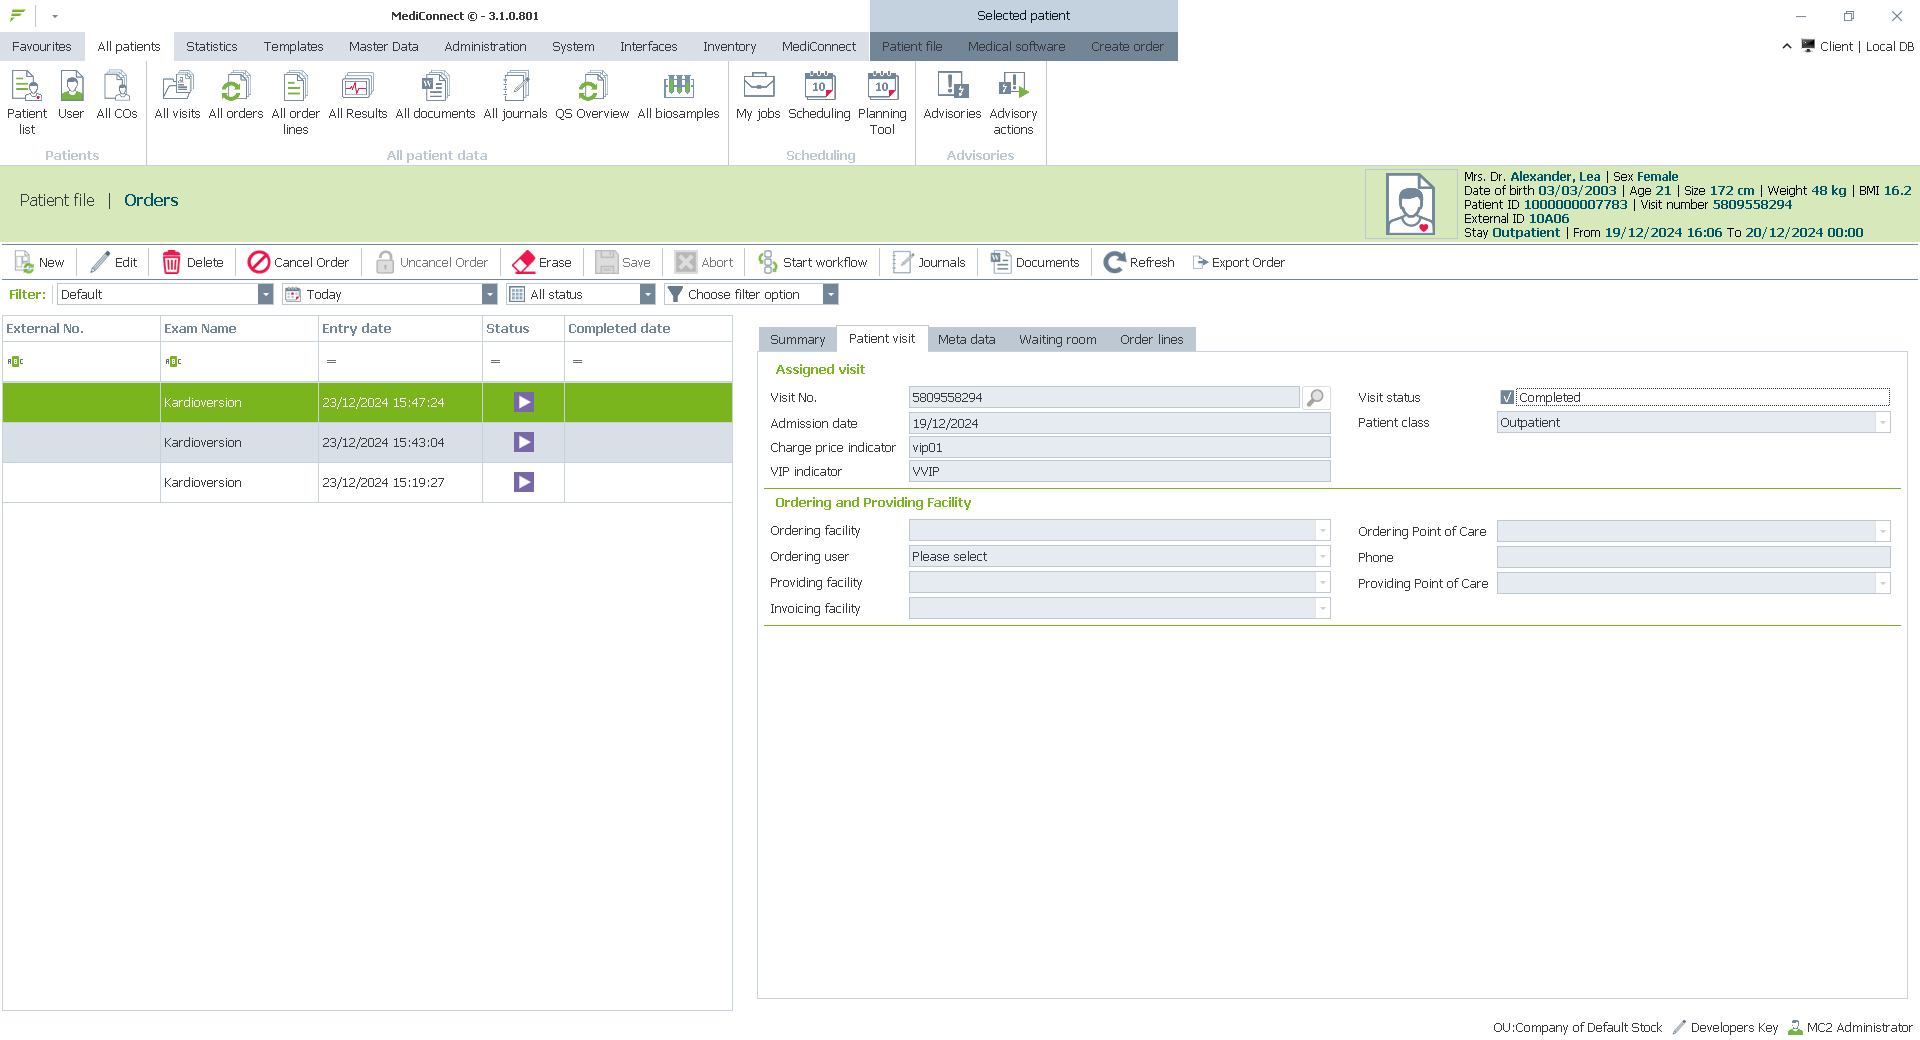 MediConnect © - 3.1.0.801
Selected patient
Favourites All patients Statistics Templates Master Data Administration System Interfaces Inventory MediConnect Patient file Medical software Create order
Client | Local DB
Patient list
User
All COs
All visits
All orders
All order lines
All Results
All documents
All journals
QS Overview
All biosamples
My jobs
Scheduling
Planning Tool
Advisories
Advisory actions
Patients
All patient data
Scheduling
Advisories
Patient file | Orders
Mrs. Dr. Alexander, Lea | Sex Female
Date of birth 03/03/2003 | Age 21 | Size 172 cm | Weight 48 kg | BMI 16.2
Patient ID 1000000007783 | Visit number 5809558294
External ID 10A06
Stay Outpatient | From 19/12/2024 16:06 To 20/12/2024 00:00
New Edit Delete Cancel Order Uncancel Order Erase Save Abort Start workflow Journals Documents Refresh Export Order
Filter: Default Today All status Choose filter option
External No. Exam Name Entry date Status Completed date
ABC ABC = = =
Kardioversion 23/12/2024 15:47:24
Kardioversion 23/12/2024 15:43:04
Kardioversion 23/12/2024 15:19:27
Summary Patient visit Meta data Waiting room Order lines
Assigned visit
Visit No. 5809558294 Visit status Completed
Admission date 19/12/2024 Patient class Outpatient
Charge price indicator vip01
VIP indicator VVIP
Ordering and Providing Facility
Ordering facility Ordering Point of Care
Ordering user Please select Phone
Providing facility Providing Point of Care
Invoicing facility
OU:Company of Default Stock Developers Key MC2 Administrator